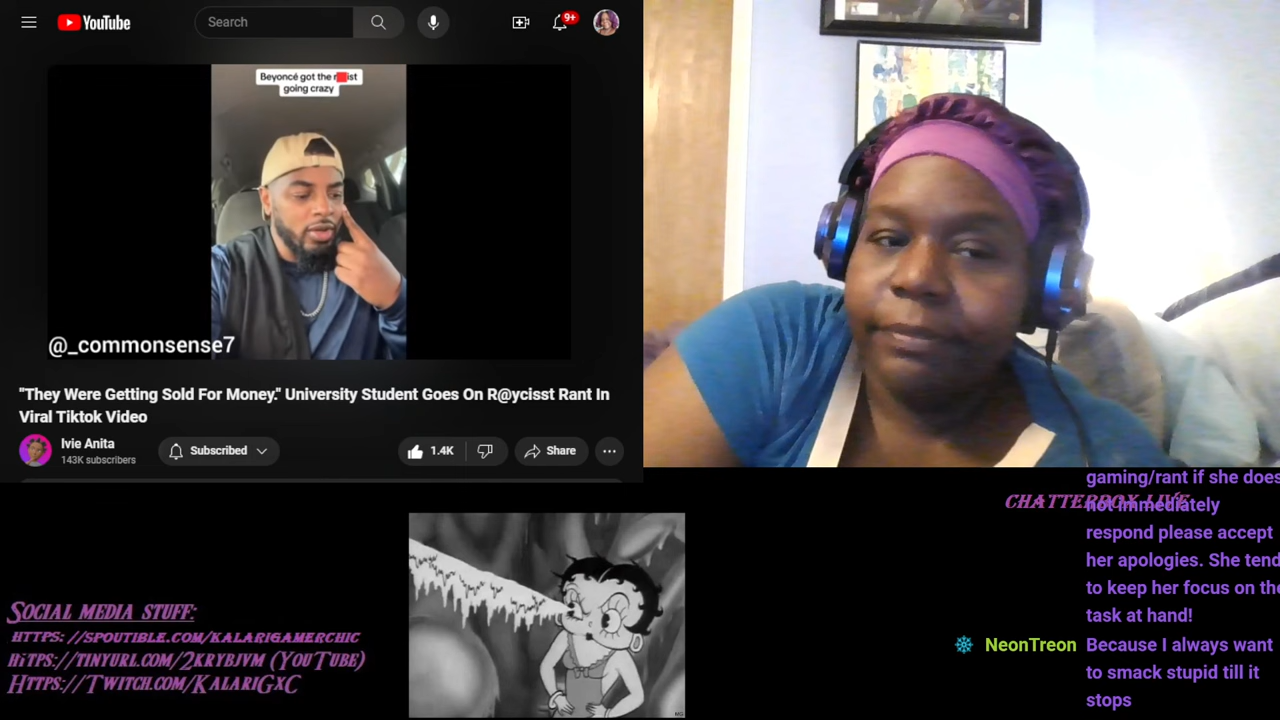 YouTube
Search
9+
Beyoncé got the r ist
going crazy
@_commonsense7
"They Were Getting Sold For Money." University Student Goes On R@ycisst Rant In
Viral Tiktok Video
Ivie Anita
143K subscribers
Subscribed
1.4K
Share
CHATTERBOX LIVE
gaming/rant if she does
not immediately
respond please accept
her apologies. She tend
to keep her focus on the
task at hand!
NeonTreon Because I always want
to smack stupid till it
stops
SOCIAL MEDIA STUFF:
HTTPS://SPOUTIBLE.COM/KALARIGAMERCHIC
HTTPS://TINYURL.COM/2KRYBJVM (YOUTUBE)
HTTPS://TWITCH.COM/KALARIGXC